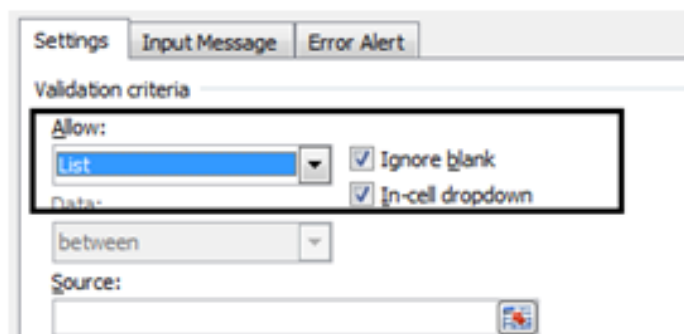 Settings Input Message Error Alert
Validation criteria
Allow:
List Ignore blank
In-cell dropdown
Data:
between
Source: